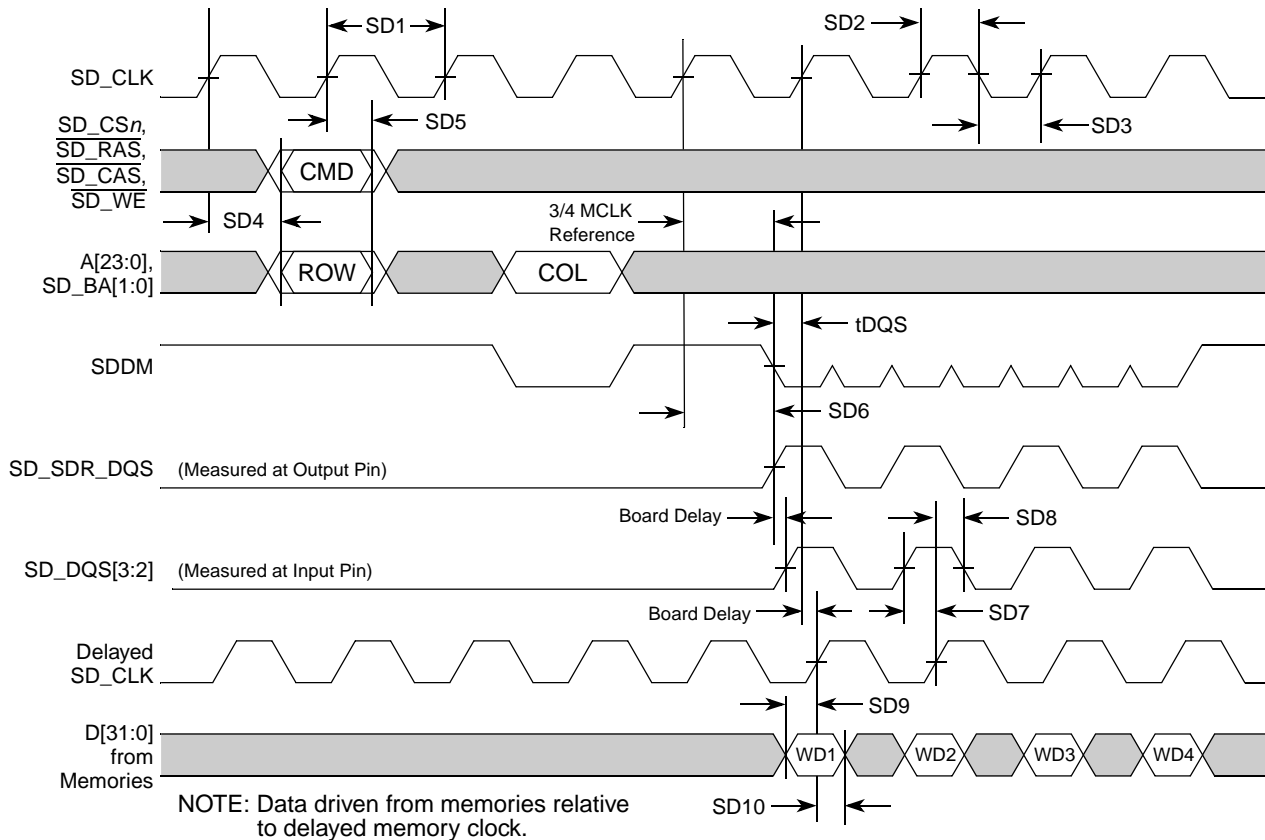 SD1
SD2
SD_CLK
SD5
SD3
SD_CSn,
SD_RAS,
SD_CAS,
SD_WE
CMD
SD4
3/4 MCLK
Reference
A[23:0],
SD_BA[1:0]
ROW
COL
tDQS
SDDM
SD6
SD_SDR_DQS
(Measured at Output Pin)
Board Delay
SD8
SD_DQS[3:2]
(Measured at Input Pin)
Board Delay
SD7
Delayed
SD_CLK
SD9
D[31:0]
from
Memories
WD1
WD2
WD3
WD4
SD10
NOTE: Data driven from memories relative
to delayed memory clock.